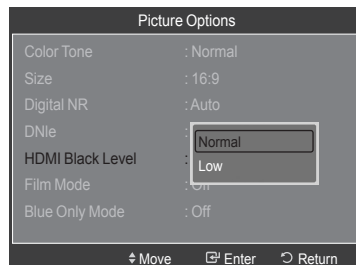 Picture Options
Color Tone : Normal
Size : 16:9
Digital NR : Auto
DNIe :
Normal
HDMI Black Level :
Low
Film Mode : Off
Blue Only Mode : Off
Move Enter Return